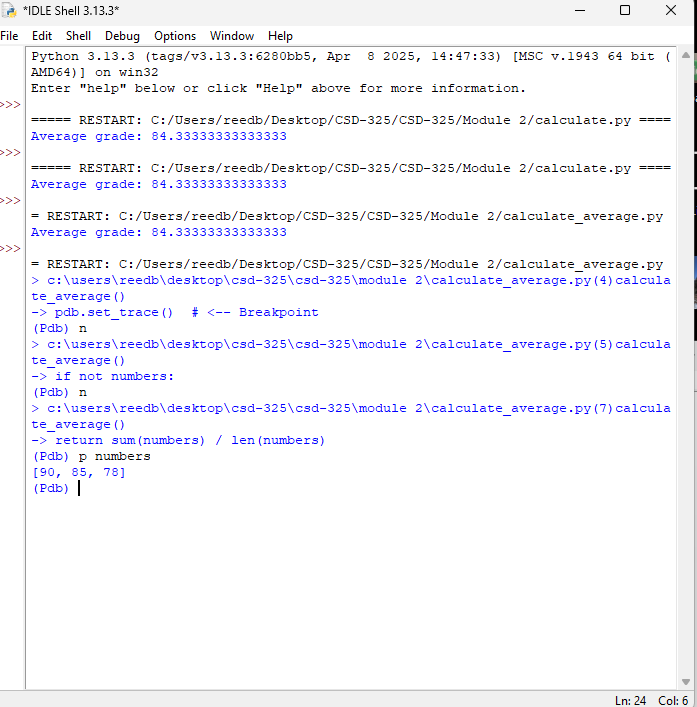 *IDLE Shell 3.13.3*
File Edit Shell Debug Options Window Help
Python 3.13.3 (tags/v3.13.3:6280bb5, Apr  8 2025, 14:47:33) [MSC v.1943 64 bit (
AMD64)] on win32
Enter "help" below or click "Help" above for more information.
>>>
===== RESTART: C:/Users/reedb/Desktop/CSD-325/CSD-325/Module 2/calculate.py ====
Average grade: 84.33333333333333
>>>
===== RESTART: C:/Users/reedb/Desktop/CSD-325/CSD-325/Module 2/calculate.py ====
Average grade: 84.33333333333333
>>>
= RESTART: C:/Users/reedb/Desktop/CSD-325/CSD-325/Module 2/calculate_average.py
Average grade: 84.33333333333333
>>>
= RESTART: C:/Users/reedb/Desktop/CSD-325/CSD-325/Module 2/calculate_average.py
> c:\users\reedb\desktop\csd-325\csd-325\module 2\calculate_average.py(4)calcula
te_average()
-> pdb.set_trace()  # <-- Breakpoint
(Pdb) n
> c:\users\reedb\desktop\csd-325\csd-325\module 2\calculate_average.py(5)calcula
te_average()
-> if not numbers:
(Pdb) n
> c:\users\reedb\desktop\csd-325\csd-325\module 2\calculate_average.py(7)calcula
te_average()
-> return sum(numbers) / len(numbers)
(Pdb) p numbers
[90, 85, 78]
(Pdb)
Ln: 24 Col: 6